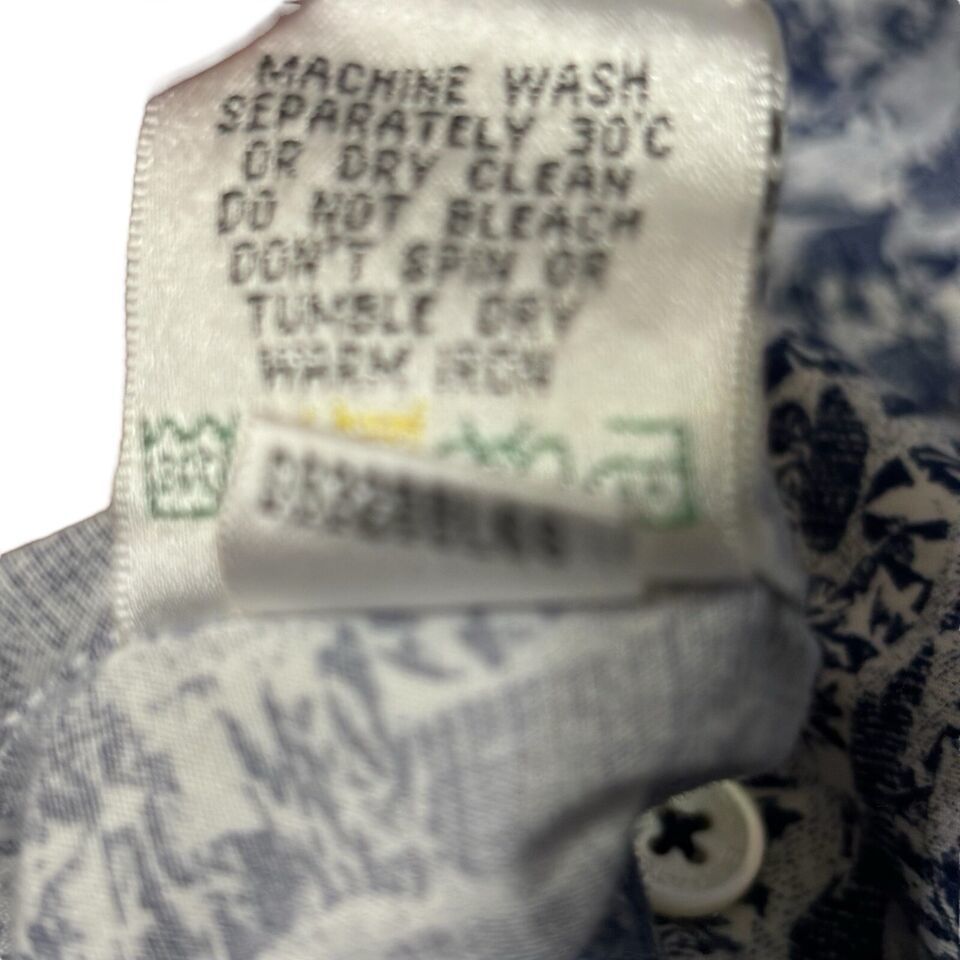 MACHINE WASH
SEPARATELY 30°C
OR DRY CLEAN
DO NOT BLEACH
DON'T SPIN OR
TUMBLE DRY
WARM IRON